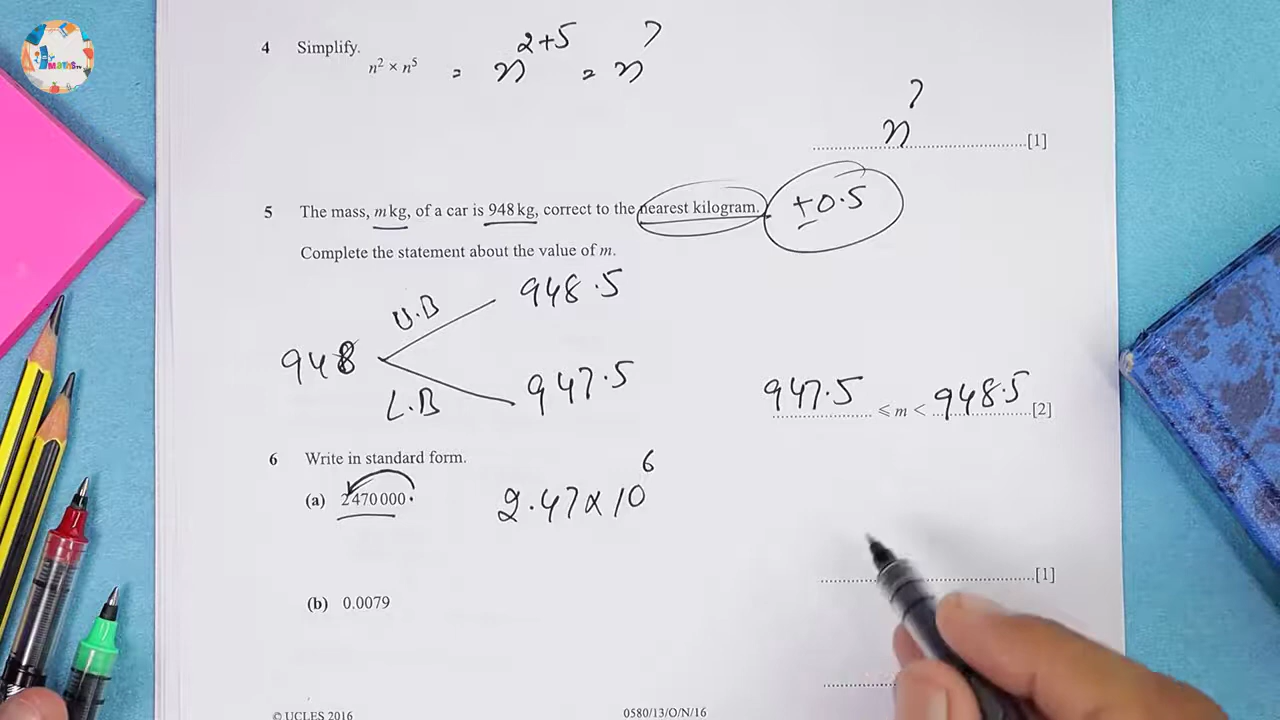 MATHS
4 Simplify.
n² × n⁵ = n²⁺⁵ = n⁷
n⁷
[1]
5 The mass, m kg, of a car is 948 kg, correct to the nearest kilogram. ±0.5
Complete the statement about the value of m.
948 U.B 948.5
L.B 947.5
947.5 ⩽ m < 948.5 [2]
6 Write in standard form.
(a) 2470000. 2.47 × 10⁶
[1]
(b) 0.0079
© UCLES 2016 0580/13/O/N/16